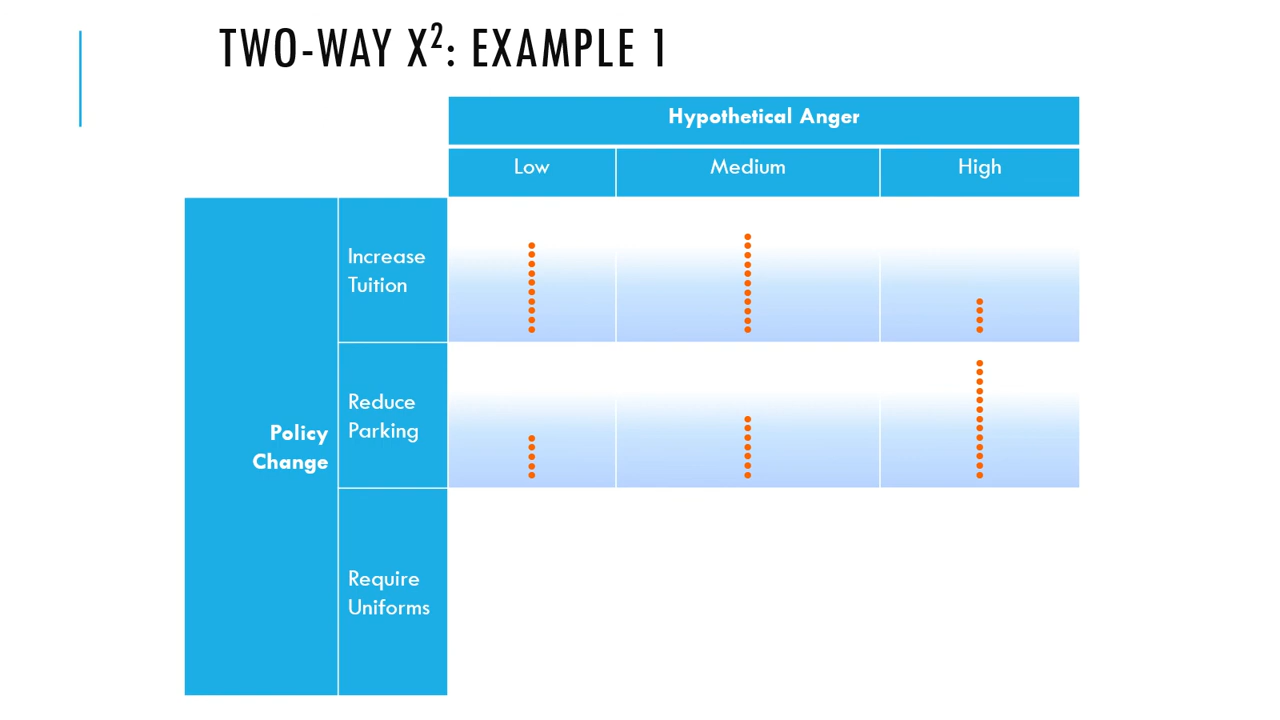 TWO-WAY X²: EXAMPLE 1
Hypothetical Anger
Low Medium High
Increase
Tuition
Reduce
Parking
Policy
Change
Require
Uniforms